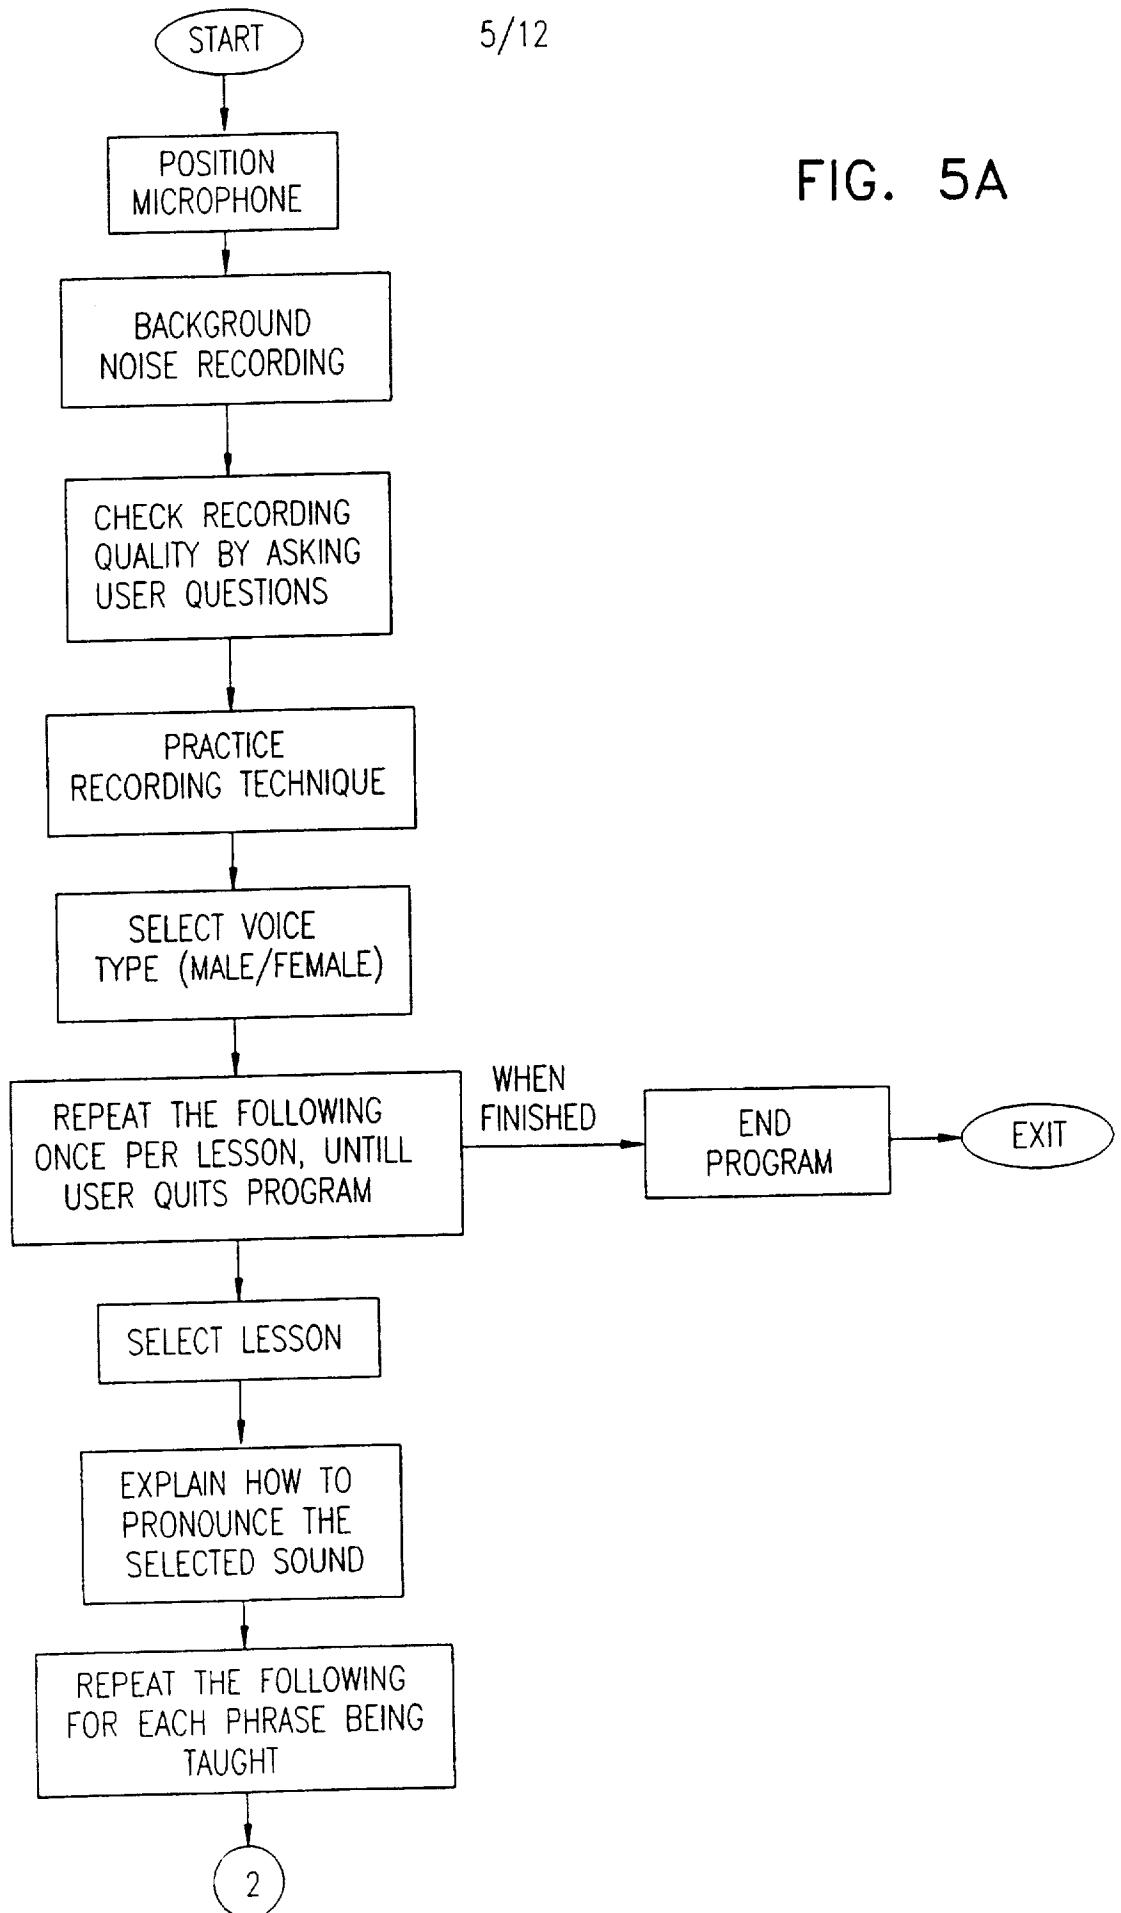 START
5/12
FIG. 5A
POSITION
MICROPHONE
BACKGROUND
NOISE RECORDING
CHECK RECORDING
QUALITY BY ASKING
USER QUESTIONS
PRACTICE
RECORDING TECHNIQUE
SELECT VOICE
TYPE (MALE/FEMALE)
REPEAT THE FOLLOWING
ONCE PER LESSON, UNTILL
USER QUITS PROGRAM
WHEN
FINISHED
END
PROGRAM
EXIT
SELECT LESSON
EXPLAIN HOW TO
PRONOUNCE THE
SELECTED SOUND
REPEAT THE FOLLOWING
FOR EACH PHRASE BEING
TAUGHT
2